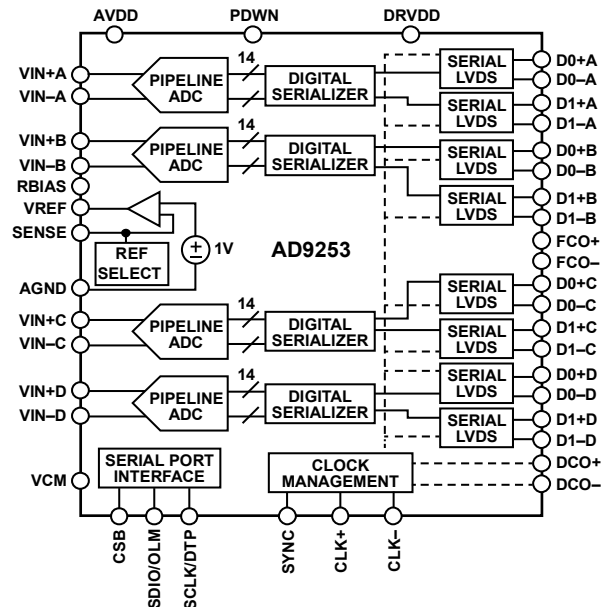 AVDD
PDWN
DRVDD
VIN+A
VIN–A
PIPELINE
ADC
14
DIGITAL
SERIALIZER
SERIAL
LVDS
D0+A
D0–A
SERIAL
LVDS
D1+A
D1–A
VIN+B
VIN–B
PIPELINE
ADC
14
DIGITAL
SERIALIZER
SERIAL
LVDS
D0+B
D0–B
SERIAL
LVDS
D1+B
D1–B
RBIAS
VREF
SENSE
REF
SELECT
+
–
1V
AGND
AD9253
FCO+
FCO–
VIN+C
VIN–C
PIPELINE
ADC
14
DIGITAL
SERIALIZER
SERIAL
LVDS
D0+C
D0–C
SERIAL
LVDS
D1+C
D1–C
VIN+D
VIN–D
PIPELINE
ADC
14
DIGITAL
SERIALIZER
SERIAL
LVDS
D0+D
D0–D
SERIAL
LVDS
D1+D
D1–D
VCM
SERIAL PORT
INTERFACE
CLOCK
MANAGEMENT
DCO+
DCO–
CSB
SDIO/OLM
SCLK/DTP
SYNC
CLK+
CLK–